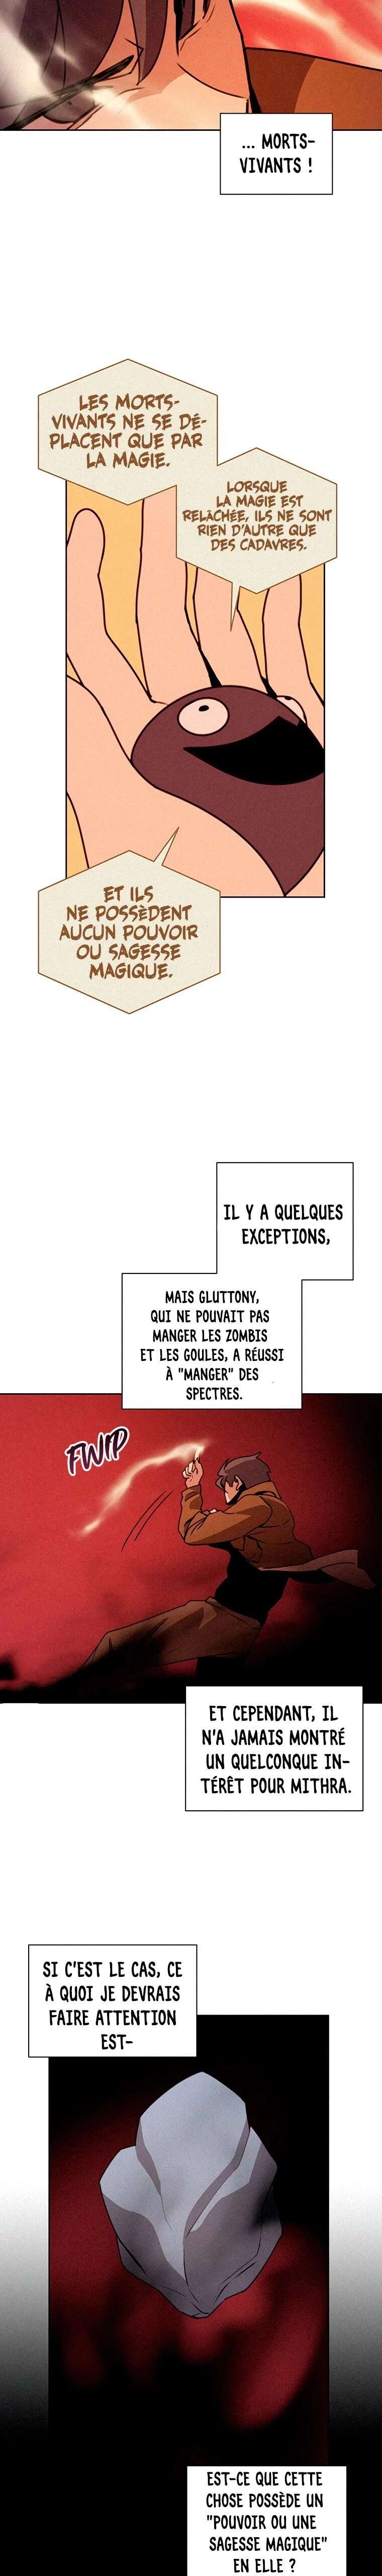 ... MORTS-
VIVANTS !
LES MORTS-
VIVANTS NE SE DÉ-
PLACENT QUE PAR
LA MAGIE.
LORSQUE
LA MAGIE EST
RELÂCHÉE, ILS NE SONT
RIEN D'AUTRE QUE
DES CADAVRES.
ET ILS
NE POSSÈDENT
AUCUN POUVOIR
OU SAGESSE
MAGIQUE.
IL Y A QUELQUES
EXCEPTIONS,
MAIS GLUTTONY,
QUI NE POUVAIT PAS
MANGER LES ZOMBIS
ET LES GOULES, A RÉUSSI
À "MANGER" DES
SPECTRES.
FWIP
ET CEPENDANT, IL
N'A JAMAIS MONTRÉ
UN QUELCONQUE IN-
TÉRÊT POUR MITHRA.
SI C'EST LE CAS, CE
À QUOI JE DEVRAIS
FAIRE ATTENTION
EST-
EST-CE QUE CETTE
CHOSE POSSÈDE UN
"POUVOIR OU UNE
SAGESSE MAGIQUE"
EN ELLE ?